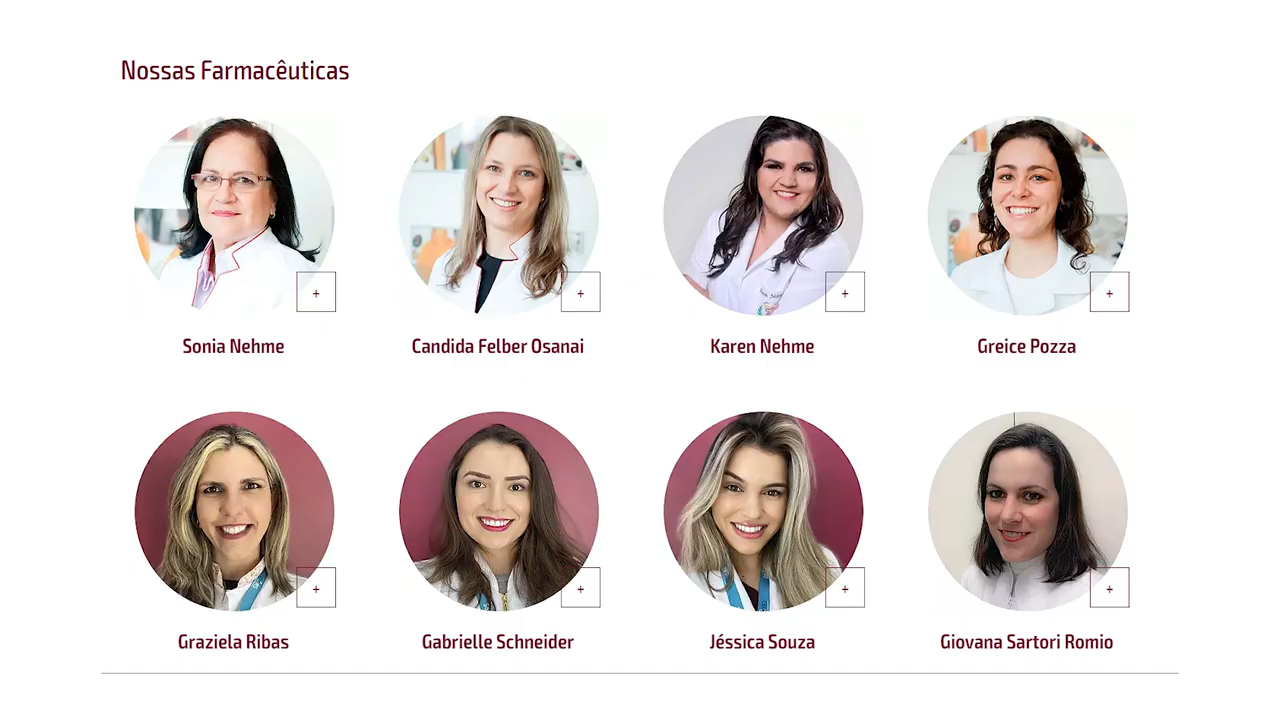 Nossas Farmacêuticas
+
+
+
+
Sonia Nehme
Candida Felber Osanai
Karen Nehme
Greice Pozza
+
+
+
+
Graziela Ribas
Gabrielle Schneider
Jéssica Souza
Giovana Sartori Romio